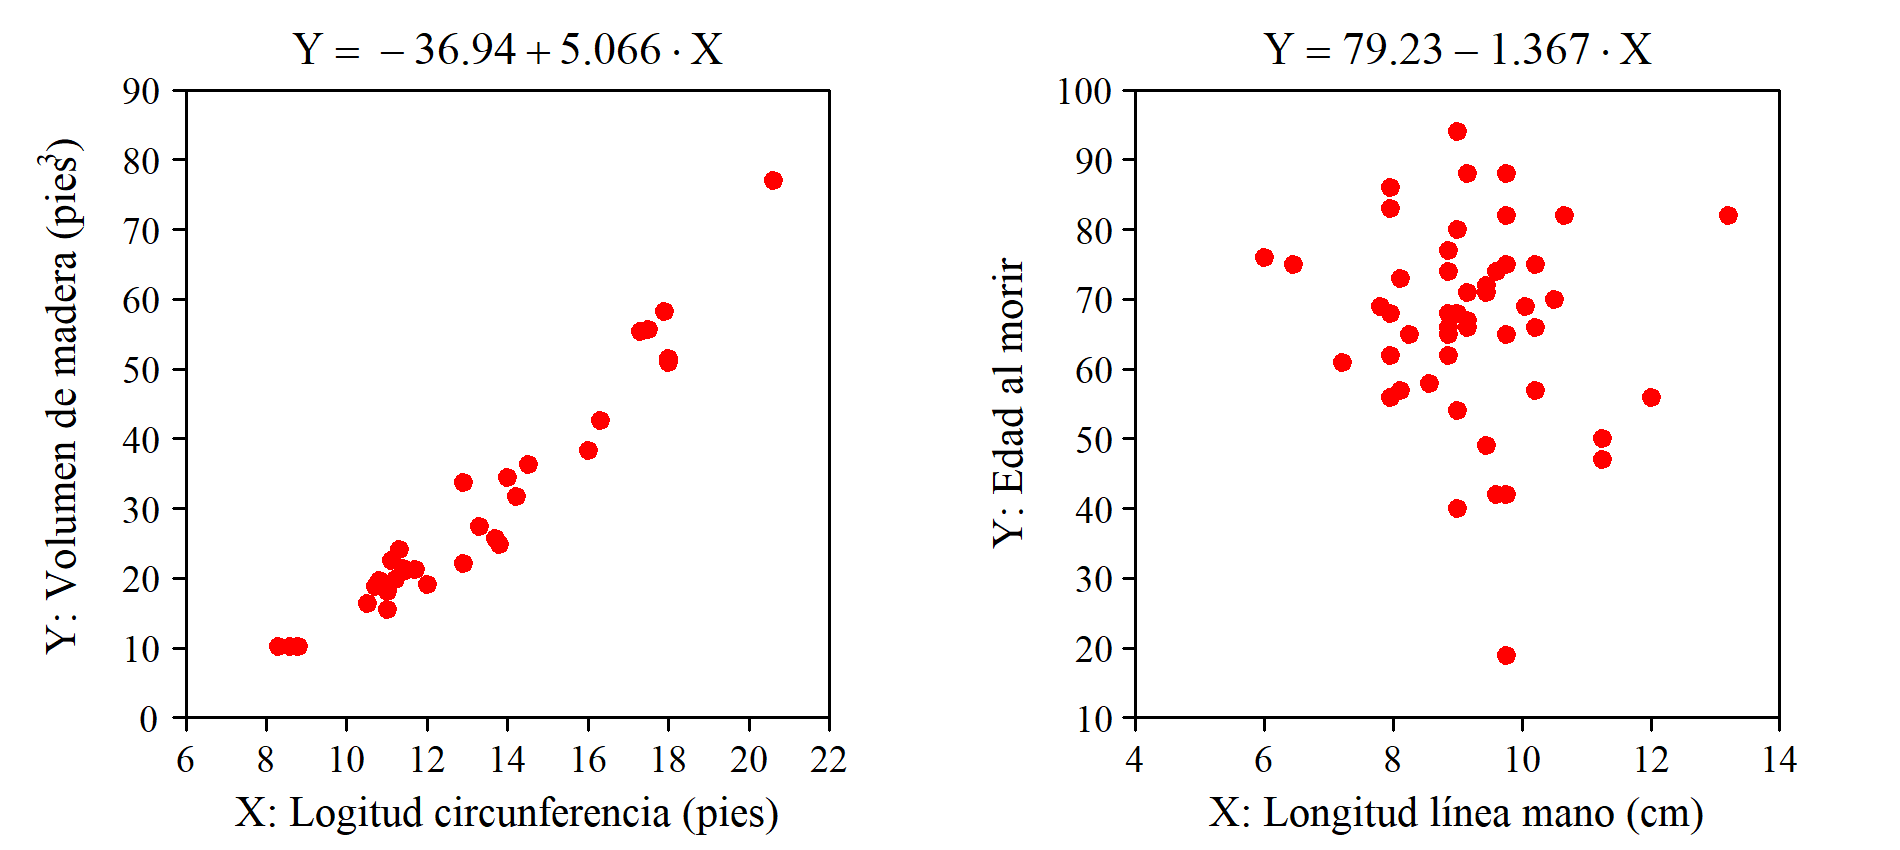 Y = − 36.94 + 5.066 · X
90
80
70
60
50
40
30
20
10
0
Y: Volumen de madera (pies³)
6 8 10 12 14 16 18 20 22
X: Logitud circunferencia (pies)
Y = 79.23 − 1.367 · X
100
90
80
70
60
50
40
30
20
10
Y: Edad al morir
4 6 8 10 12 14
X: Longitud línea mano (cm)